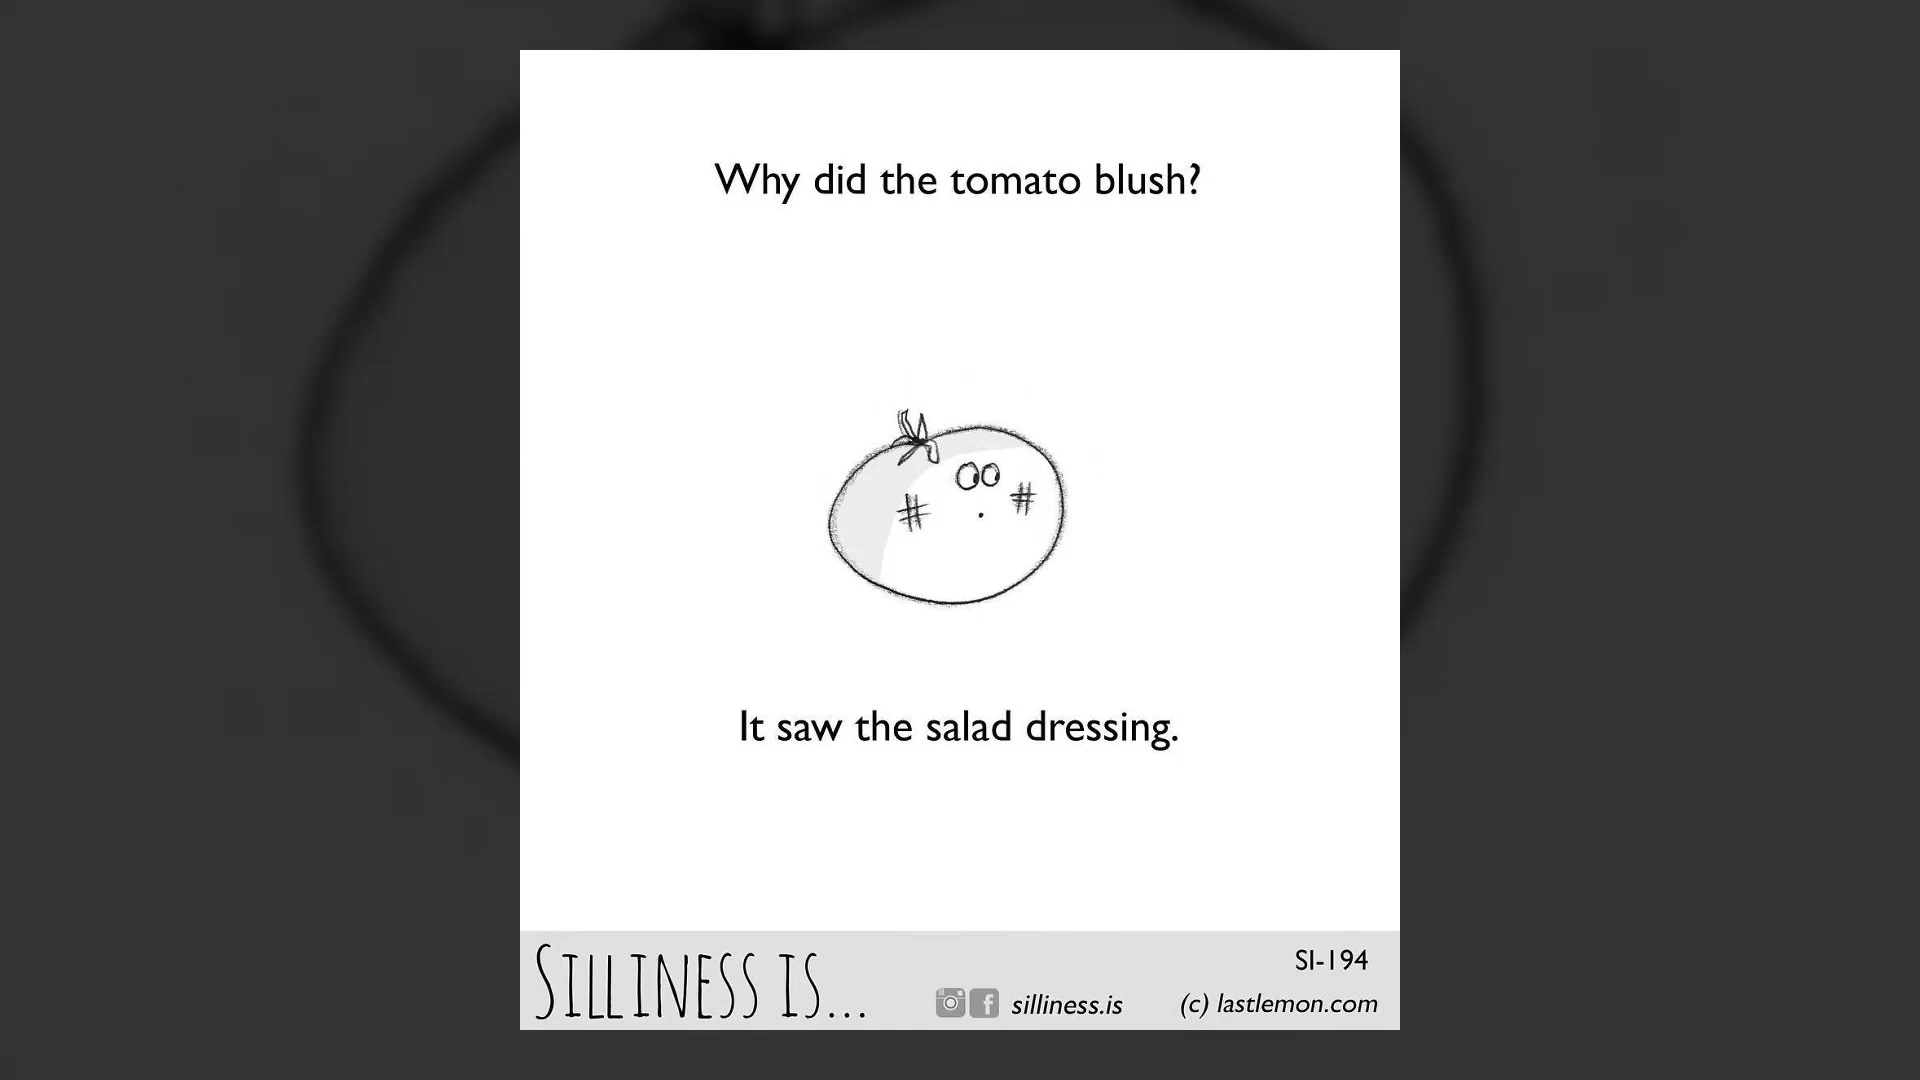 Why did the tomato blush?
It saw the salad dressing.
SILLINESS IS...
silliness.is
SI-194
(c) lastlemon.com